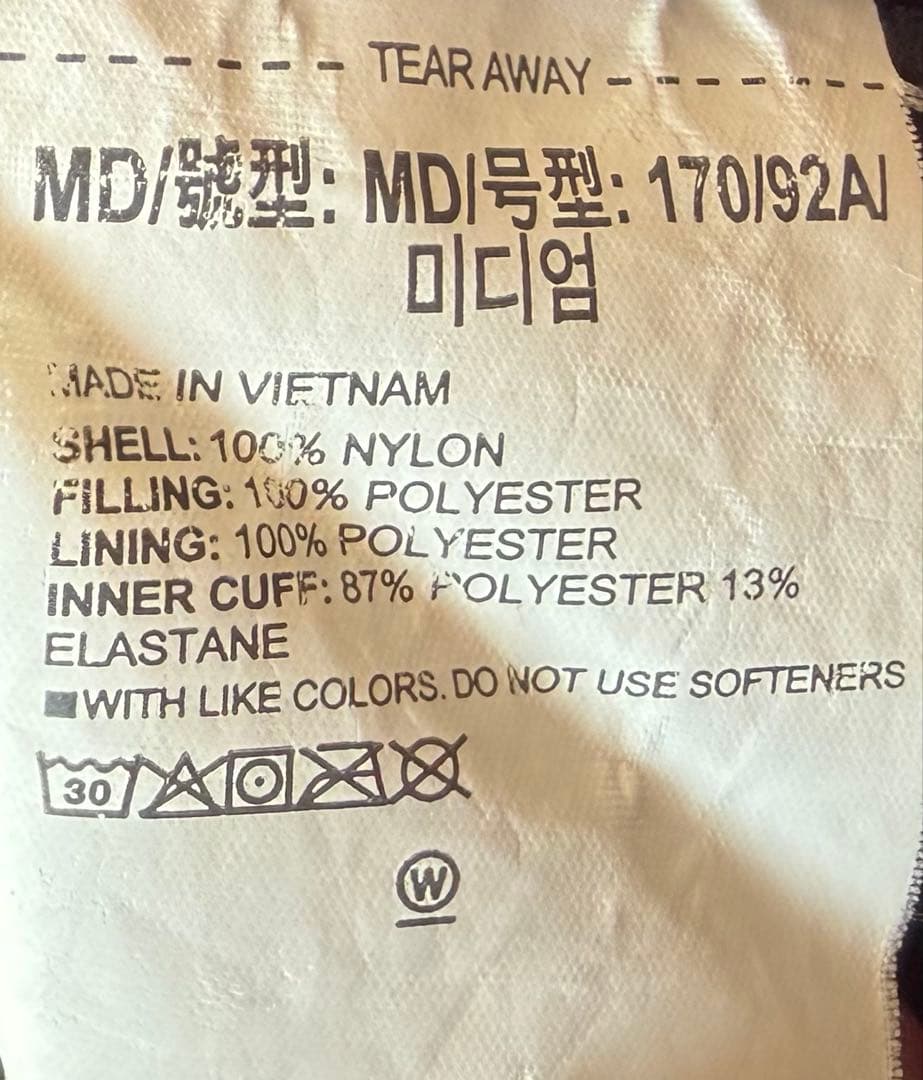 TEAR AWAY
MD/號型: MD/号型: 170/92A/
미디엄
MADE IN VIETNAM
SHELL: 100% NYLON
FILLING: 100% POLYESTER
LINING: 100% POLYESTER
INNER CUFF: 87% POLYESTER 13%
ELASTANE
WITH LIKE COLORS. DO NOT USE SOFTENERS
30
W